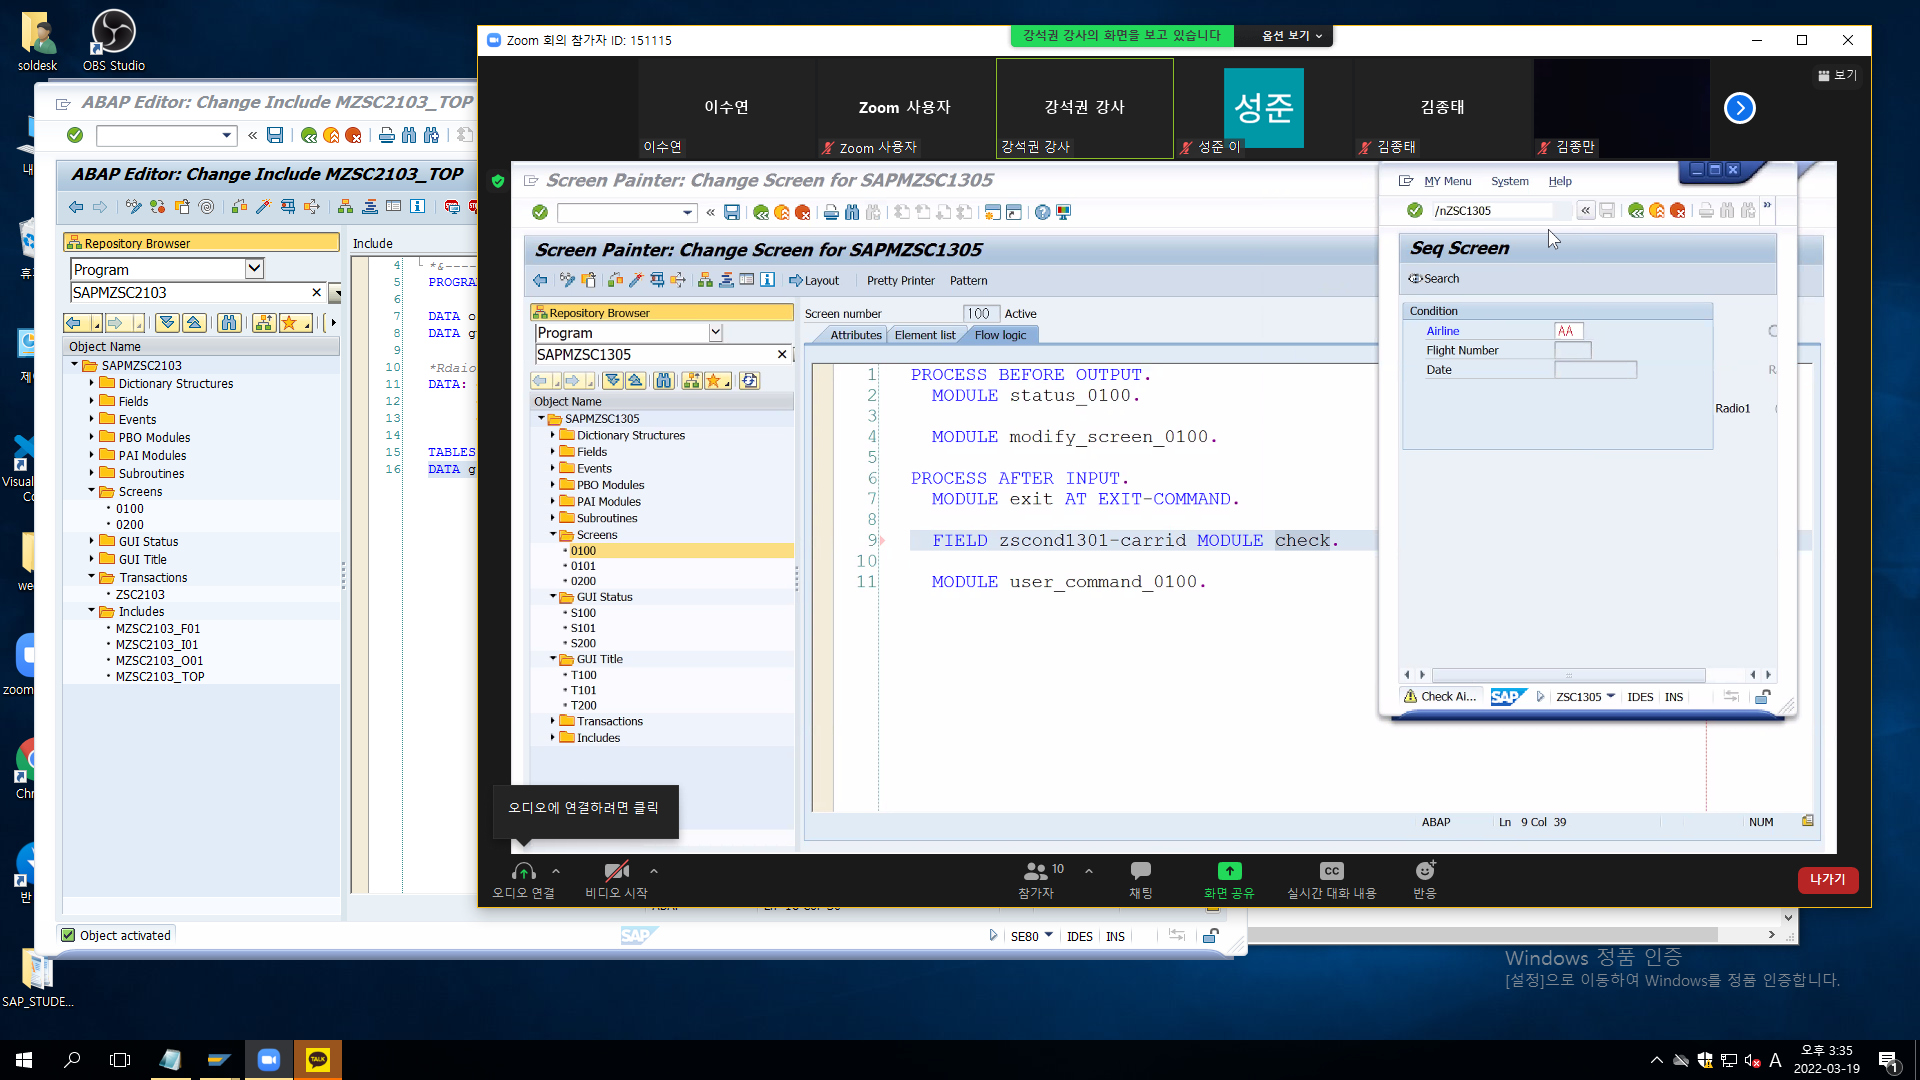 soldesk
OBS Studio
ABAP Editor: Change Include MZSC2103_TOP
ABAP Editor: Change Include MZSC2103_TOP
Repository Browser
Program
SAPMZSC2103
Object Name
SAPMZSC2103
Dictionary Structures
Fields
Events
PBO Modules
PAI Modules
Subroutines
Screens
0100
0200
GUI Status
GUI Title
Transactions
ZSC2103
Includes
MZSC2103_F01
MZSC2103_I01
MZSC2103_O01
MZSC2103_TOP
Include
4 *&----
5 PROGRA
6
7 DATA o
8 DATA g
9
10 *Rdaio
11 DATA:
12
13
14
15 TABLES
16 DATA g
Object activated
SAP
SE80
IDES
INS
Zoom 회의 참가자 ID: 151115
강석권 강사의 화면을 보고 있습니다
옵션 보기
보기
이수연
이수연
Zoom 사용자
Zoom 사용자
강석권 강사
강석권 강사
성준
성준 이
김종태
김종태
김종만
Screen Painter: Change Screen for SAPMZSC1305
Screen Painter: Change Screen for SAPMZSC1305
Layout
Pretty Printer
Pattern
Repository Browser
Program
SAPMZSC1305
Object Name
SAPMZSC1305
Dictionary Structures
Fields
Events
PBO Modules
PAI Modules
Subroutines
Screens
0100
0101
0200
GUI Status
S100
S101
S200
GUI Title
T100
T101
T200
Transactions
Includes
Screen number 100 Active
Attributes
Element list
Flow logic
1 PROCESS BEFORE OUTPUT.
2 MODULE status_0100.
3
4 MODULE modify_screen_0100.
5
6 PROCESS AFTER INPUT.
7 MODULE exit AT EXIT-COMMAND.
8
9 FIELD zscond1301-carrid MODULE check.
10
11 MODULE user_command_0100.
ABAP
Ln 9 Col 39
NUM
MY Menu
System
Help
/nZSC1305
Seq Screen
Search
Condition
Airline AA
Flight Number
Date
Radio1
Check Ai...
SAP
ZSC1305
IDES
INS
오디오에 연결하려면 클릭
오디오 연결
비디오 시작
10
참가자
채팅
화면 공유
CC
실시간 대화 내용
반응
나가기
Windows 정품 인증
[설정]으로 이동하여 Windows를 정품 인증합니다.
SAP_STUDE...
TALK
A
오후 3:35
2022-03-19
1